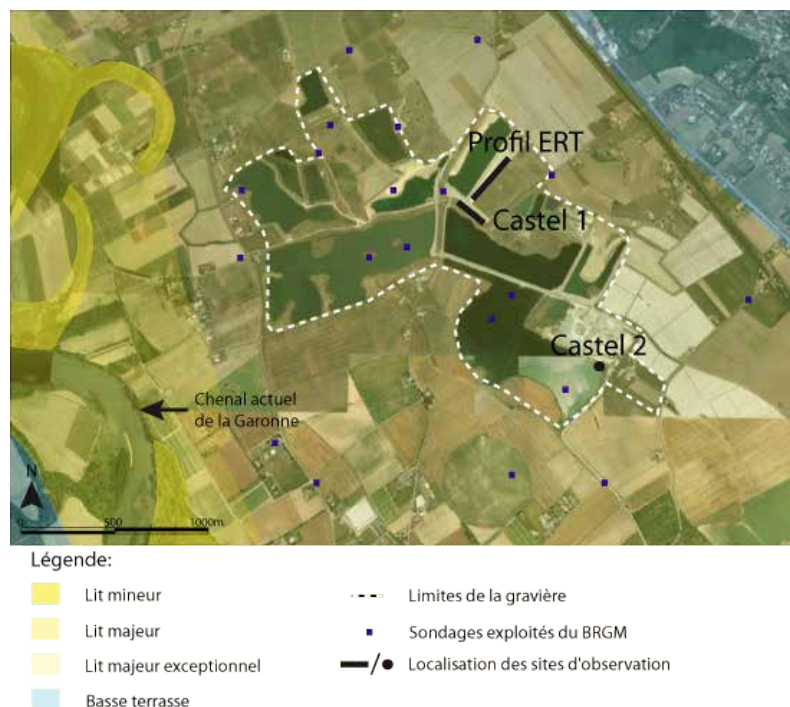 Profil ERT
Castel 1
Castel 2
Chenal actuel
de la Garonne
N
0 500 1000m
Légende:
Lit mineur
Lit majeur
Lit majeur exceptionnel
Basse terrasse
Limites de la gravière
Sondages exploités du BRGM
Localisation des sites d'observation